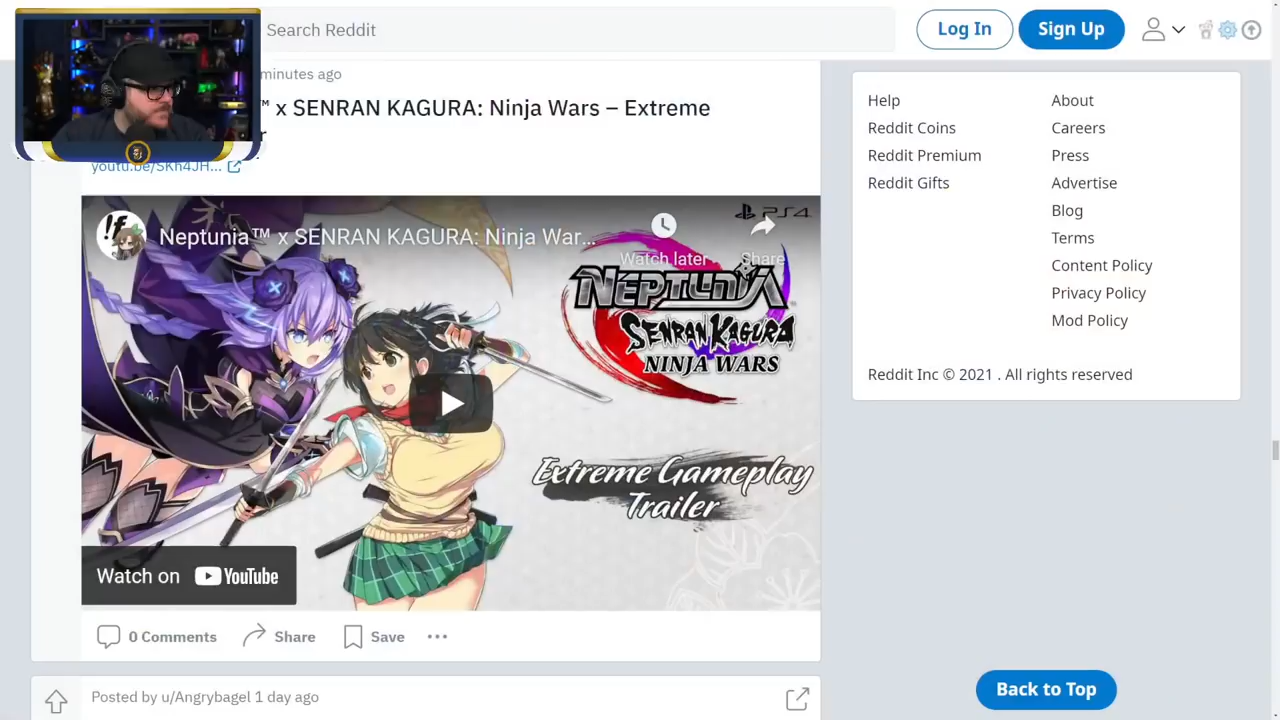 Search Reddit
Log In
Sign Up
minutes ago
™ x SENRAN KAGURA: Ninja Wars – Extreme
r
youtu.be/SKh4JH...
Neptunia™ x SENRAN KAGURA: Ninja War...
Watch later
Share
PS4
NEPTUNIA
SENRAN KAGURA
NINJA WARS
Extreme Gameplay
Trailer
Watch on YouTube
0 Comments
Share
Save
Posted by u/Angrybagel 1 day ago
Help
Reddit Coins
Reddit Premium
Reddit Gifts
About
Careers
Press
Advertise
Blog
Terms
Content Policy
Privacy Policy
Mod Policy
Reddit Inc © 2021 . All rights reserved
Back to Top